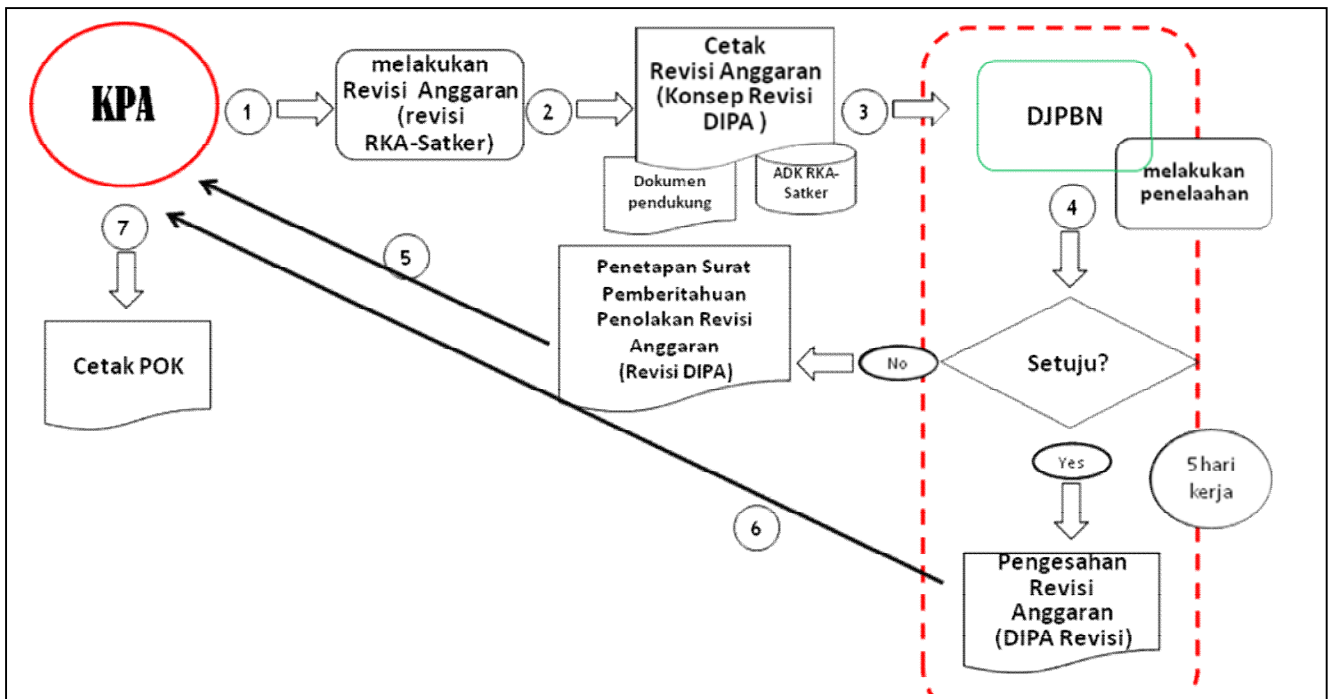 KPA
1
melakukan
Revisi Anggaran
(revisi
RKA-Satker)
2
Cetak
Revisi Anggaran
(Konsep Revisi
DIPA )
Dokumen
pendukung
ADK RKA-
Satker
3
DJPBN
melakukan
penelaahan
4
Setuju?
No
Penetapan Surat
Pemberitahuan
Penolakan Revisi
Anggaran
(Revisi DIPA)
5
Yes
5 hari
kerja
Pengesahan
Revisi
Anggaran
(DIPA Revisi)
6
7
Cetak POK